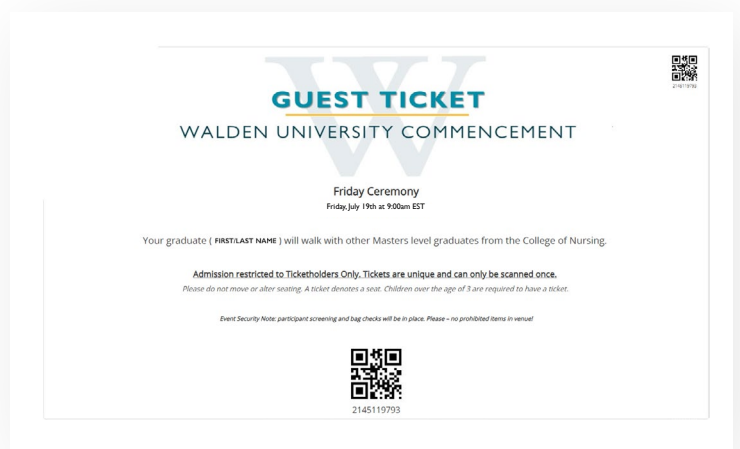 2145119793
GUEST TICKET
WALDEN UNIVERSITY COMMENCEMENT
Friday Ceremony
Friday, July 19th at 9:00am EST
Your graduate ( FIRST/LAST NAME ) will walk with other Masters level graduates from the College of Nursing.
Admission restricted to Ticketholders Only. Tickets are unique and can only be scanned once.
Please do not move or alter seating. A ticket denotes a seat. Children over the age of 3 are required to have a ticket.
Event Security Note: participant screening and bag checks will be in place. Please – no prohibited items in venue!
2145119793